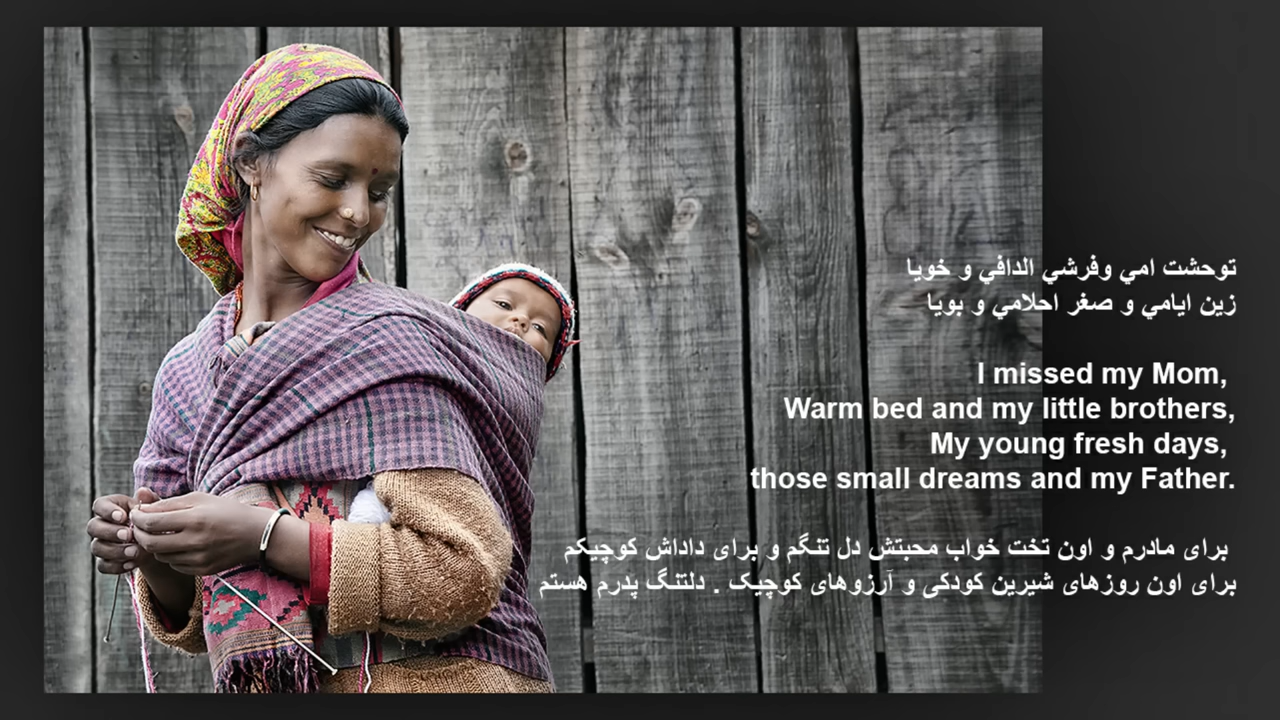 توحشت امي وفرشي الدافي و خويا
زين ايامي و صغر احلامي و بويا
I missed my Mom,
Warm bed and my little brothers,
My young fresh days,
those small dreams and my Father.
برای مادرم و اون تخت خواب محبتش دل تنگم و برای داداش کوچیکم
برای اون روزهای شیرین کودکی و آرزوهای کوچیک . دلتنگ پدرم هستم